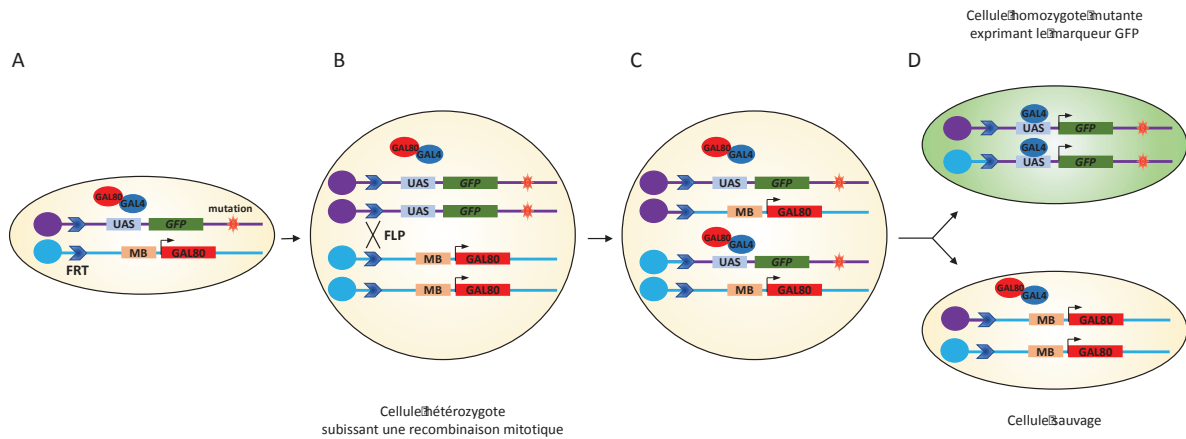 Cellule homozygote mutante
exprimant le marqueur GFP
A
B
C
D
GAL80
GAL4
UAS
GFP
mutation
FRT
MB
GAL80
GAL80
GAL4
UAS
GFP
UAS
GFP
FLP
MB
GAL80
MB
GAL80
GAL80
GAL4
UAS
GFP
MB
GAL80
GAL80
GAL4
UAS
GFP
MB
GAL80
GAL4
UAS
GFP
GAL4
UAS
GFP
GAL80
GAL4
MB
GAL80
MB
GAL80
Cellule hétérozygote
subissant une recombinaison mitotique
Cellule sauvage